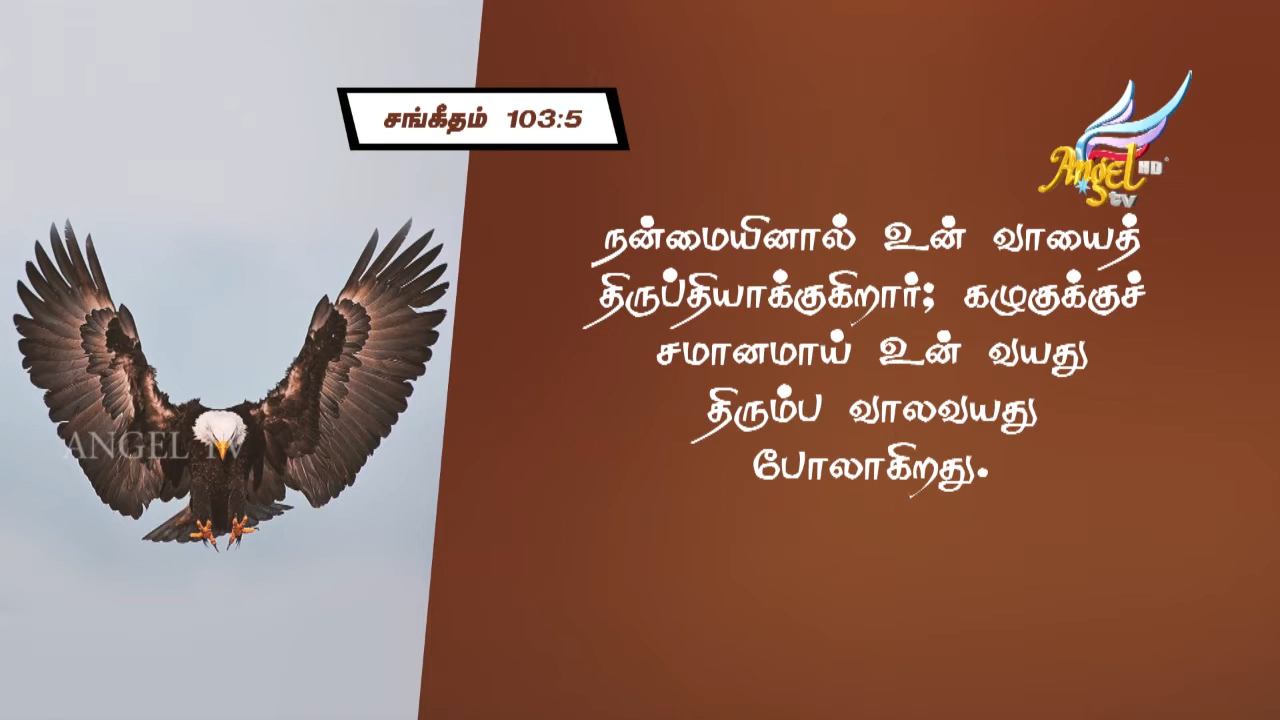 சங்கீதம் 103:5
Angel HD
tv
நன்மையினால் உன் வாயைத்
திருப்தியாக்குகிறார்; கழுகுக்குச்
சமானமாய் உன் வயது
திரும்ப வாலவயது
போலாகிறது.
ANGEL TV